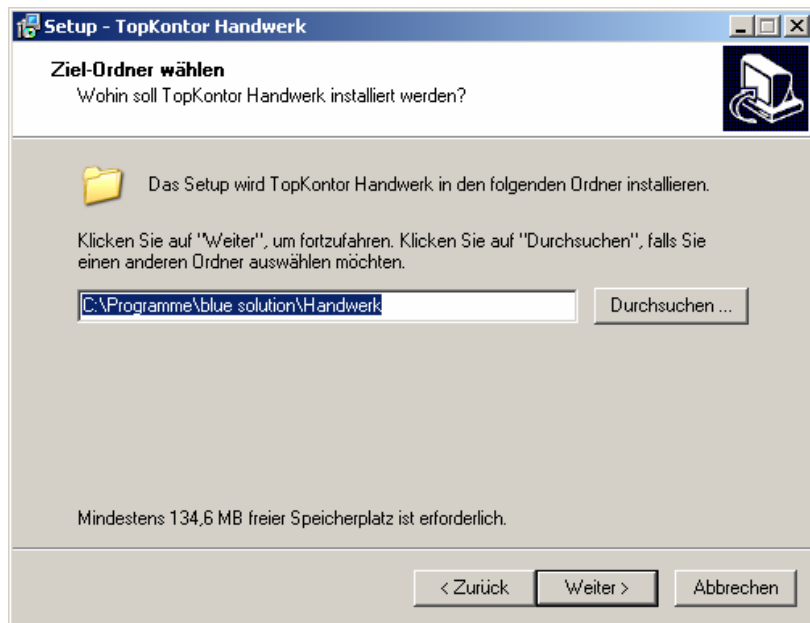 Setup - TopKontor Handwerk
Ziel-Ordner wählen
Wohin soll TopKontor Handwerk installiert werden?
Das Setup wird TopKontor Handwerk in den folgenden Ordner installieren.
Klicken Sie auf "Weiter", um fortzufahren. Klicken Sie auf "Durchsuchen", falls Sie
einen anderen Ordner auswählen möchten.
C:\Programme\blue solution\Handwerk
Durchsuchen ...
Mindestens 134,6 MB freier Speicherplatz ist erforderlich.
< Zurück
Weiter >
Abbrechen